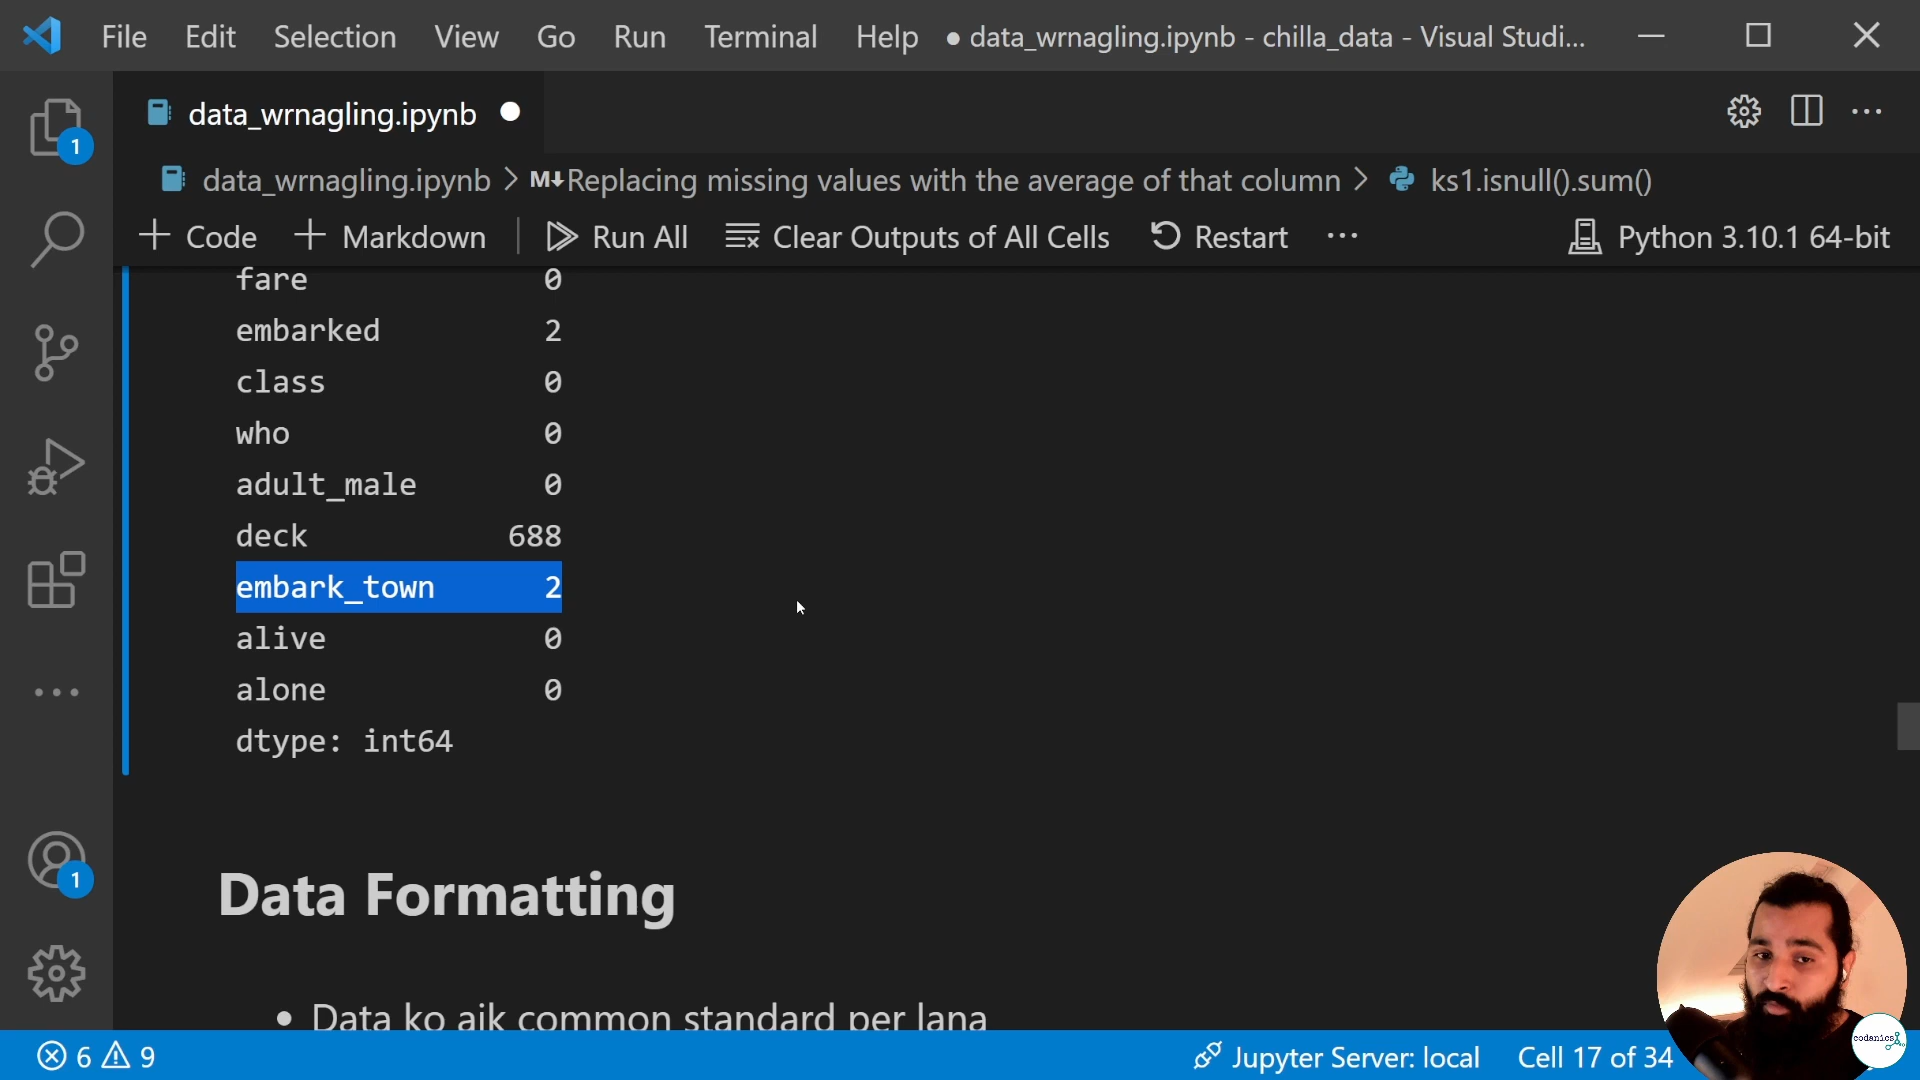 File Edit Selection View Go Run Terminal Help ● data_wrnagling.ipynb - chilla_data - Visual Studi...
data_wrnagling.ipynb
1
data_wrnagling.ipynb > M↓Replacing missing values with the average of that column > ks1.isnull().sum()
+ Code + Markdown Run All Clear Outputs of All Cells Restart ... Python 3.10.1 64-bit
fare 0
embarked 2
class 0
who 0
adult_male 0
deck 688
embark_town 2
alive 0
alone 0
dtype: int64
1
Data Formatting
• Data ko aik common standard per lana
codanics
6 9 Jupyter Server: local Cell 17 of 34